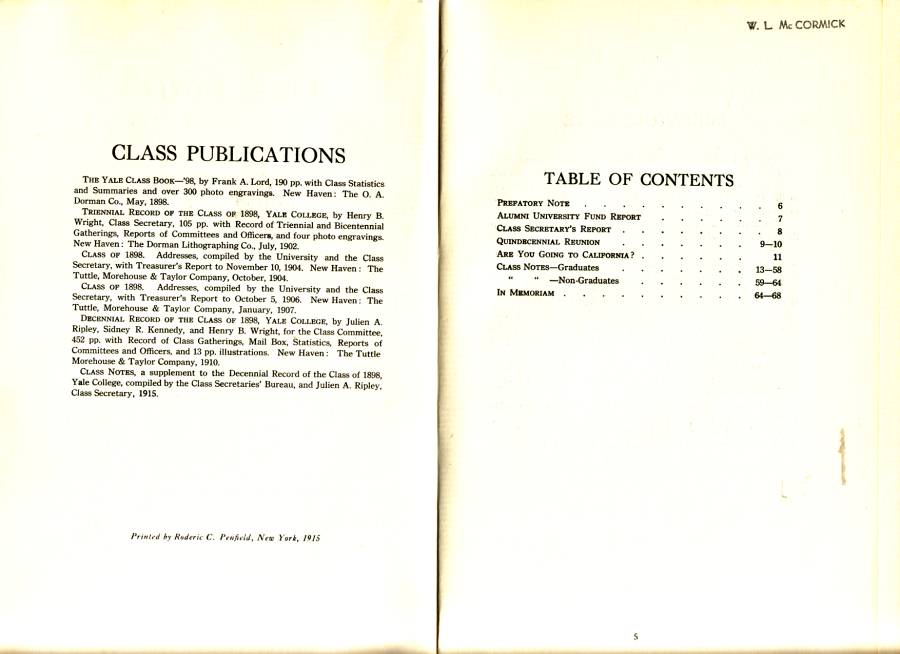 CLASS PUBLICATIONS
THE YALE CLASS BOOK—'98, by Frank A. Lord, 190 pp. with Class Statistics
and Summaries and over 300 photo engravings. New Haven: The O. A.
Dorman Co., May, 1898.
TRIENNIAL RECORD OF THE CLASS OF 1898, YALE COLLEGE, by Henry B.
Wright, Class Secretary, 105 pp. with Record of Triennial and Bicentennial
Gatherings, Reports of Committees and Officers, and four photo engravings.
New Haven: The Dorman Lithographing Co., July, 1902.
CLASS OF 1898. Addresses, compiled by the University and the Class
Secretary, with Treasurer's Report to November 10, 1904. New Haven: The
Tuttle, Morehouse & Taylor Company, October, 1904.
CLASS OF 1898. Addresses, compiled by the University and the Class
Secretary, with Treasurer's Report to October 5, 1906. New Haven: The
Tuttle, Morehouse & Taylor Company, January, 1907.
DECENNIAL RECORD OF THE CLASS OF 1898, YALE COLLEGE, by Julien A.
Ripley, Sidney R. Kennedy, and Henry B. Wright, for the Class Committee,
452 pp. with Record of Class Gatherings, Mail Box, Statistics, Reports of
Committees and Officers, and 13 pp. illustrations. New Haven: The Tuttle
Morehouse & Taylor Company, 1910.
CLASS NOTES, a supplement to the Decennial Record of the Class of 1898,
Yale College, compiled by the Class Secretaries' Bureau, and Julien A. Ripley,
Class Secretary, 1915.
Printed by Roderic C. Penfield, New York, 1915
W. L. McCORMICK
TABLE OF CONTENTS
PREFATORY NOTE . . . . . . . 6
ALUMNI UNIVERSITY FUND REPORT . . . . 7
CLASS SECRETARY'S REPORT . . . . . . 8
QUINDECENNIAL REUNION . . . . . 9—10
ARE YOU GOING TO CALIFORNIA? . . . . 11
CLASS NOTES—Graduates . . . . . 13—58
" " —Non-Graduates . . . . 59—64
IN MEMORIAM . . . . . . . 64—68
5